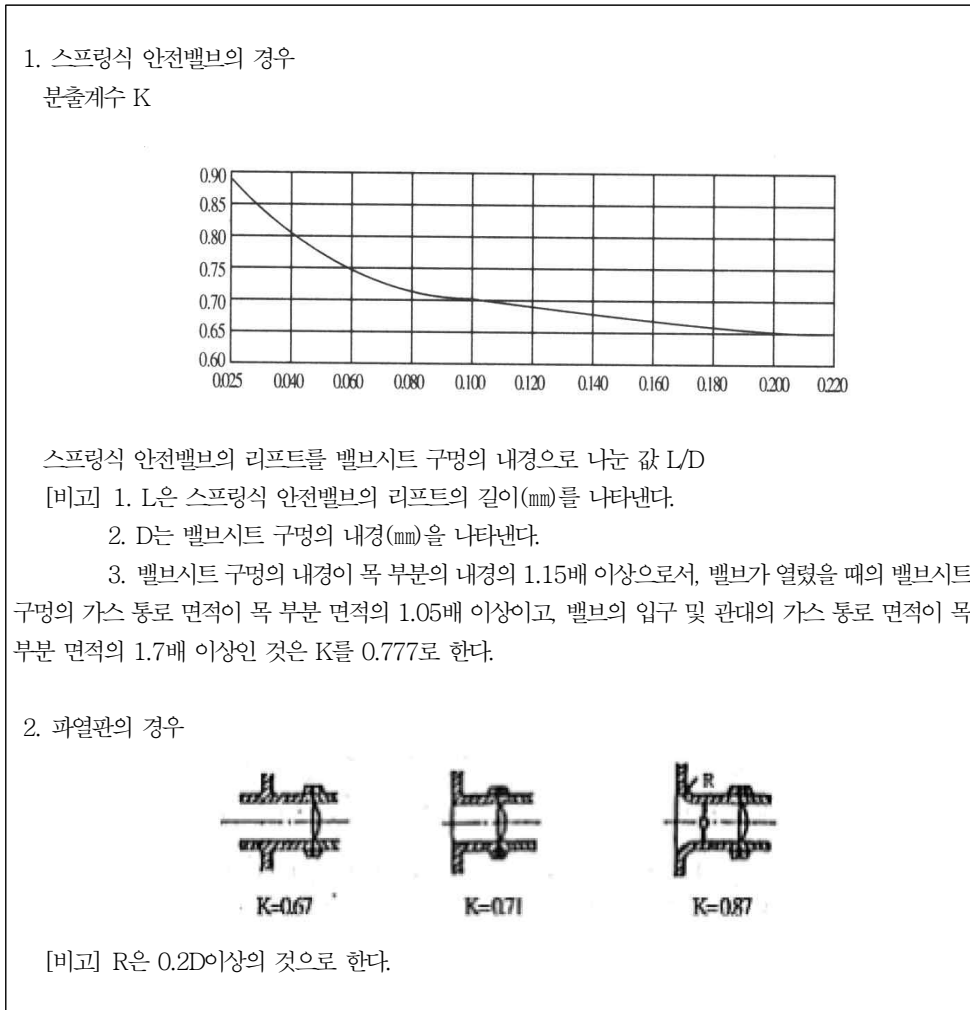 1. 스프링식 안전밸브의 경우
분출계수 K
0.90
0.85
0.80
0.75
0.70
0.65
0.60
0.025 0.040 0.060 0.080 0.100 0.120 0.140 0.160 0.180 0.200 0.220
스프링식 안전밸브의 리프트를 밸브시트 구멍의 내경으로 나눈 값 L/D
[비고] 1. L은 스프링식 안전밸브의 리프트의 길이(㎜)를 나타낸다.
2. D는 밸브시트 구멍의 내경(㎜)을 나타낸다.
3. 밸브시트 구멍의 내경이 목 부분의 내경의 1.15배 이상으로서, 밸브가 열렸을 때의 밸브시트
구멍의 가스 통로 면적이 목 부분 면적의 1.05배 이상이고, 밸브의 입구 및 관대의 가스 통로 면적이 목
부분 면적의 1.7배 이상인 것은 K를 0.777로 한다.
2. 파열판의 경우
R
K=0.67 K=0.71 K=0.87
[비고] R은 0.2D이상의 것으로 한다.